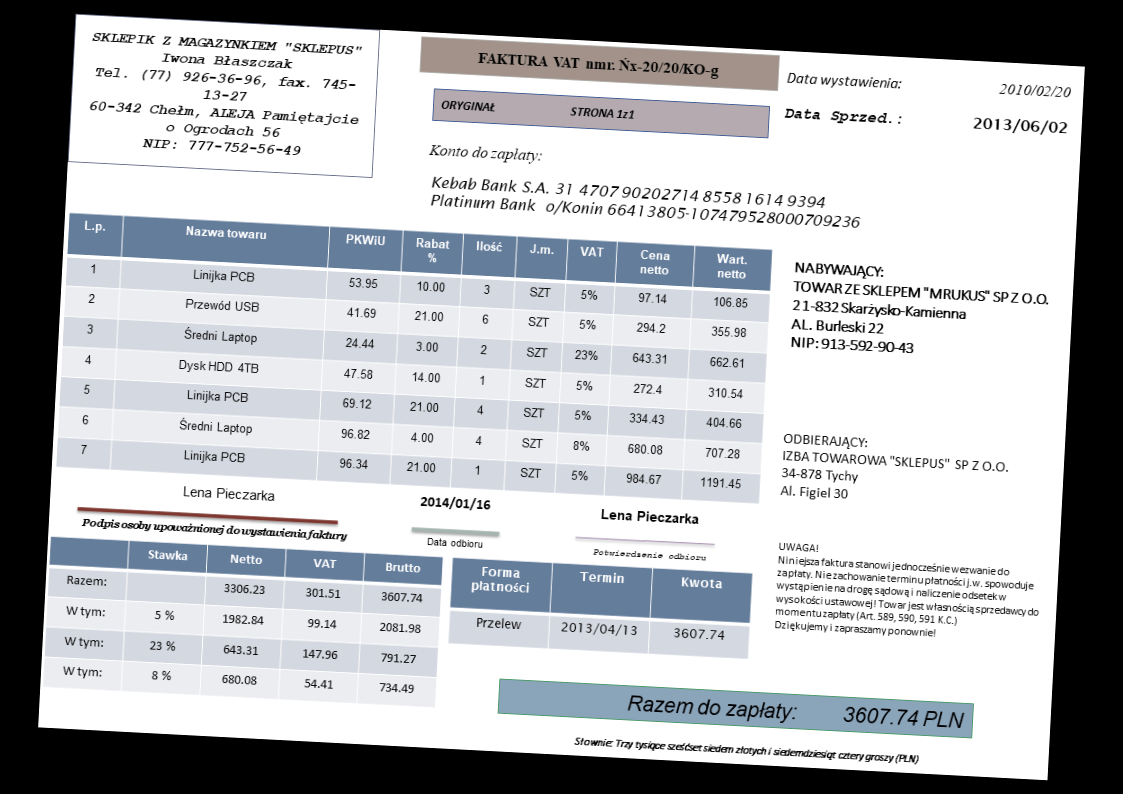 SKLEPIK Z MAGAZYNKIEM "SKLEPUS"
Iwona Błaszczak
Tel. (77) 926-36-96, fax. 745-
13-27
60-342 Chełm, ALEJA Pamiętajcie
o Ogrodach 56
NIP: 777-752-56-49
FAKTURA VAT nmr. Ńx-20/20/KO-g
ORYGINAŁ STRONA 1z1
Data wystawienia: 2010/02/20
Data Sprzed.: 2013/06/02
Konto do zapłaty:
Kebab Bank S.A. 31 4707 90202714 8558 1614 9394
Platinum Bank o/Konin 66413805-107479528000709236
L.p. Nazwa towaru PKWiU Rabat % Ilość J.m. VAT Cena netto Wart. netto
1 Linijka PCB 53.95 10.00 3 SZT 5% 97.14 106.85
2 Przewód USB 41.69 21.00 6 SZT 5% 294.2 355.98
3 Średni Laptop 24.44 3.00 2 SZT 23% 643.31 662.61
4 Dysk HDD 4TB 47.58 14.00 1 SZT 5% 272.4 310.54
5 Linijka PCB 69.12 21.00 4 SZT 5% 334.43 404.66
6 Średni Laptop 96.82 4.00 4 SZT 8% 680.08 707.28
7 Linijka PCB 96.34 21.00 1 SZT 5% 984.67 1191.45
NABYWAJĄCY:
TOWAR ZE SKLEPEM "MRUKUS" SP Z O.O.
21-832 Skarżysko-Kamienna
AL. Burleski 22
NIP: 913-592-90-43
ODBIERAJĄCY:
IZBA TOWAROWA "SKLEPUS" SP Z O.O.
34-878 Tychy
Al. Figiel 30
Lena Pieczarka
Podpis osoby upoważnionej do wystawienia faktury
2014/01/16
Data odbioru
Lena Pieczarka
Potwierdzenie odbioru
Stawka Netto VAT Brutto
Razem: 3306.23 301.51 3607.74
W tym: 5 % 1982.84 99.14 2081.98
W tym: 23 % 643.31 147.96 791.27
W tym: 8 % 680.08 54.41 734.49
Forma płatności Termin Kwota
Przelew 2013/04/13 3607.74
UWAGA!
Niniejsza faktura stanowi jednocześnie wezwanie do
zapłaty. Nie zachowanie terminu płatności j.w. spowoduje
wystąpienie na drogę sądową i naliczenie odsetek w
wysokości ustawowej! Towar jest własnością sprzedawcy do
momentu zapłaty (Art. 589, 590, 591 K.C.)
Dziękujemy i zapraszamy ponownie!
Razem do zapłaty: 3607.74 PLN
Słownie: Trzy tysiące sześćset siedem złotych i siedemdziesiąt cztery groszy (PLN)